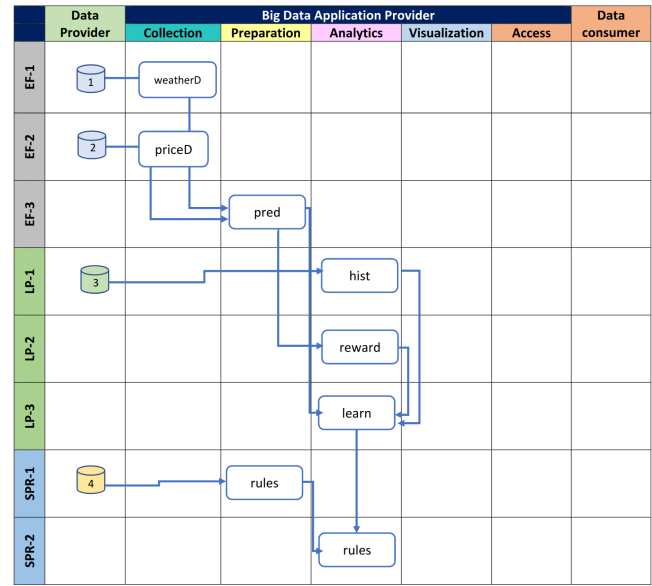 Data Provider
Big Data Application Provider
Data consumer
Collection
Preparation
Analytics
Visualization
Access
EF-1
1
weatherD
EF-2
2
priceD
EF-3
pred
LP-1
3
hist
LP-2
reward
LP-3
learn
SPR-1
4
rules
SPR-2
rules